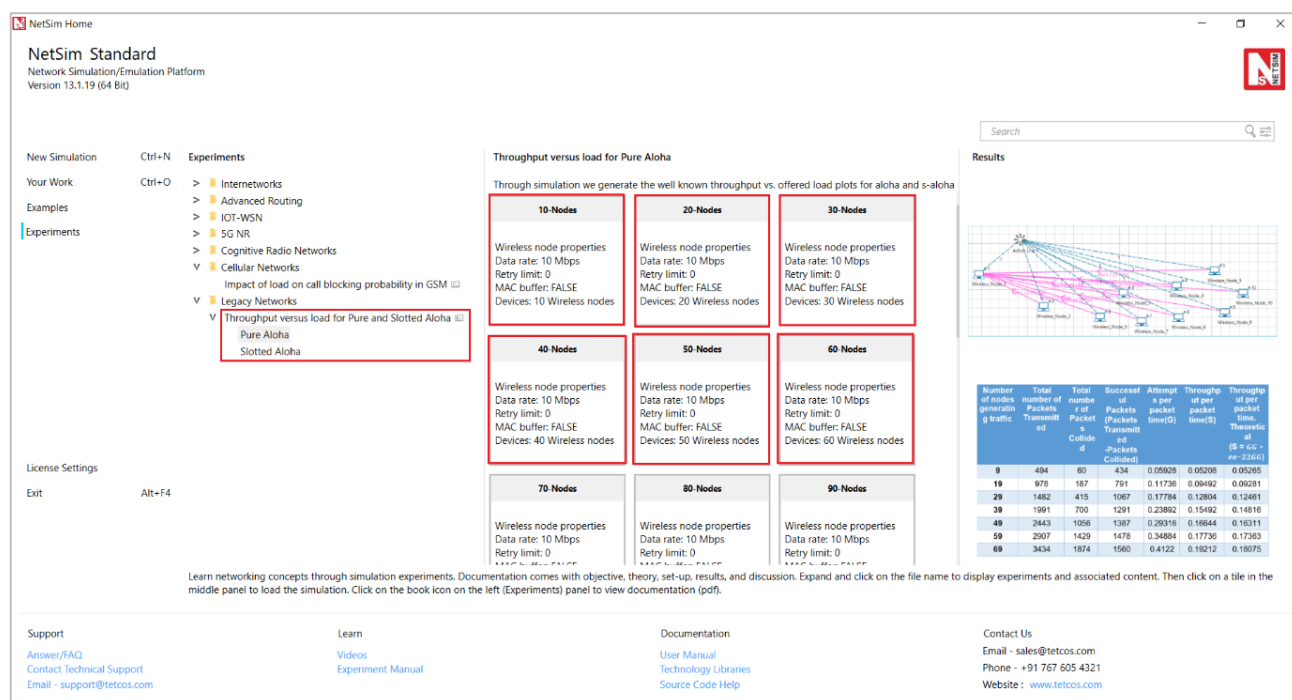 NetSim Home
NetSim Standard
Network Simulation/Emulation Platform
Version 13.1.19 (64 Bit)
NETSIM
Search
New Simulation Ctrl+N
Your Work Ctrl+O
Examples
Experiments
License Settings
Exit Alt+F4
Experiments
> Internetworks
> Advanced Routing
> IOT-WSN
> 5G NR
> Cognitive Radio Networks
v Cellular Networks
Impact of load on call blocking probability in GSM
v Legacy Networks
v Throughput versus load for Pure and Slotted Aloha
Pure Aloha
Slotted Aloha
Throughput versus load for Pure Aloha
Through simulation we generate the well known throughput vs. offered load plots for aloha and s-aloha
10-Nodes
Wireless node properties
Data rate: 10 Mbps
Retry limit: 0
MAC buffer: FALSE
Devices: 10 Wireless nodes
20-Nodes
Wireless node properties
Data rate: 10 Mbps
Retry limit: 0
MAC buffer: FALSE
Devices: 20 Wireless nodes
30-Nodes
Wireless node properties
Data rate: 10 Mbps
Retry limit: 0
MAC buffer: FALSE
Devices: 30 Wireless nodes
40-Nodes
Wireless node properties
Data rate: 10 Mbps
Retry limit: 0
MAC buffer: FALSE
Devices: 40 Wireless nodes
50-Nodes
Wireless node properties
Data rate: 10 Mbps
Retry limit: 0
MAC buffer: FALSE
Devices: 50 Wireless nodes
60-Nodes
Wireless node properties
Data rate: 10 Mbps
Retry limit: 0
MAC buffer: FALSE
Devices: 60 Wireless nodes
70-Nodes
Wireless node properties
Data rate: 10 Mbps
Retry limit: 0
80-Nodes
Wireless node properties
Data rate: 10 Mbps
Retry limit: 0
90-Nodes
Wireless node properties
Data rate: 10 Mbps
Retry limit: 0
Results
Number of nodes generatin g traffic
Total number of Packets Transmitt ed
Total numbe r of Packet s Collide d
Successf ul Packets (Packets Transmitt ed -Packets Collided)
Attempt s per packet time(G)
Throughp ut per packet time(S)
Throughp ut per packet time. Theoretic al
9 494 60 434 0.05928 0.05208 0.05265
19 978 187 791 0.11736 0.09492 0.09281
29 1482 415 1067 0.17784 0.12804 0.12461
39 1991 700 1291 0.23892 0.15492 0.14816
49 2443 1056 1387 0.29316 0.16644 0.16311
59 2907 1429 1478 0.34884 0.17736 0.17363
69 3434 1874 1560 0.4122 0.19212 0.18075
Learn networking concepts through simulation experiments. Documentation comes with objective, theory, set-up, results, and discussion. Expand and click on the file name to display experiments and associated content. Then click on a tile in the
middle panel to load the simulation. Click on the book icon on the left (Experiments) panel to view documentation (pdf).
Support
Answer/FAQ
Contact Technical Support
Email - support@tetcos.com
Learn
Videos
Experiment Manual
Documentation
User Manual
Technology Libraries
Source Code Help
Contact Us
Email - sales@tetcos.com
Phone - +91 767 605 4321
Website : www.tetcos.com